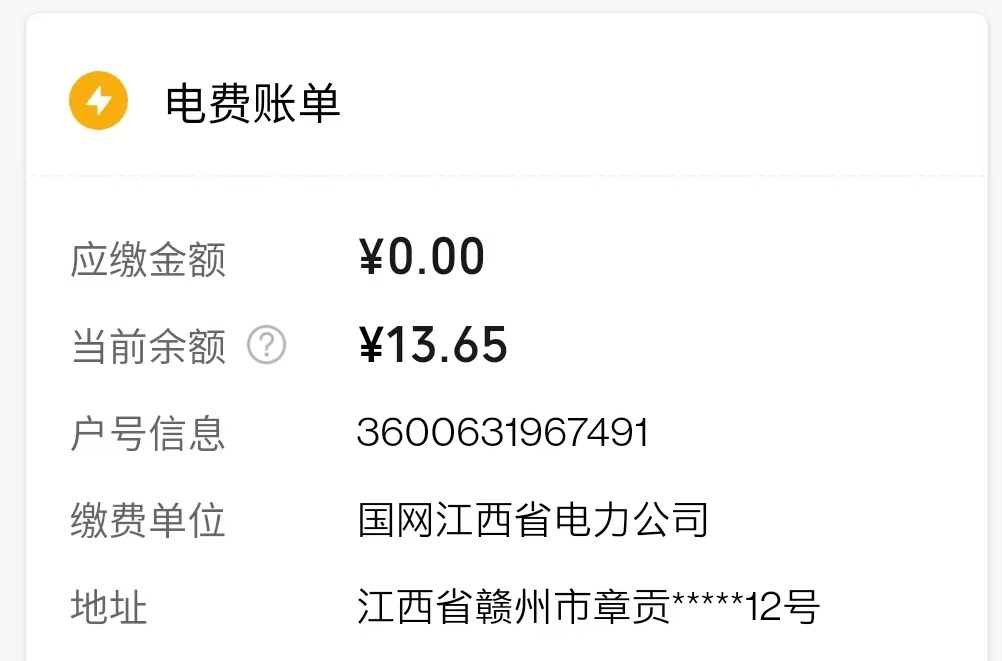 电费账单
应缴金额 ¥0.00
当前余额 ? ¥13.65
户号信息 3600631967491
缴费单位 国网江西省电力公司
地址 江西省赣州市章贡*****12号